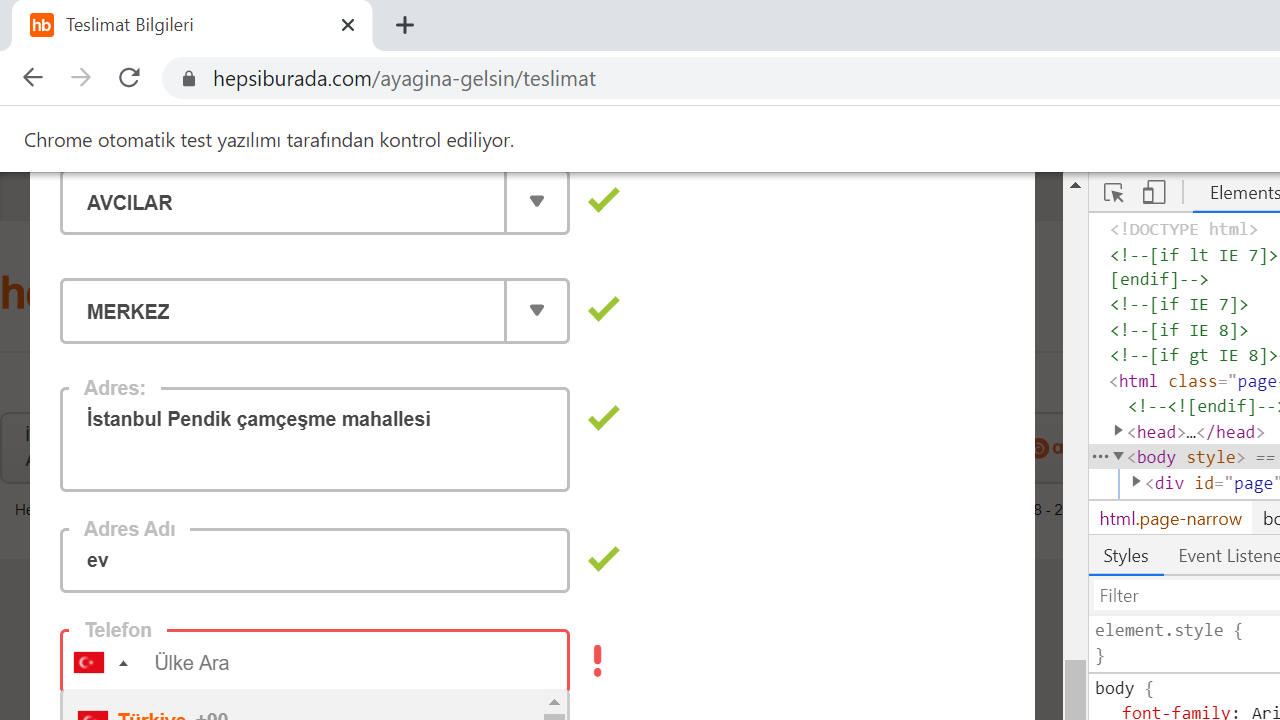 hb Teslimat Bilgileri
hepsiburada.com/ayagina-gelsin/teslimat
Chrome otomatik test yazılımı tarafından kontrol ediliyor.
AVCILAR
MERKEZ
Adres:
İstanbul Pendik çamçeşme mahallesi
Adres Adı
ev
Telefon
Ülke Ara
Türkiye +90
Elements
<!DOCTYPE html>
<!--[if lt IE 7]>
[endif]-->
<!--[if IE 7]>
<!--[if IE 8]>
<!--[if gt IE 8]>
<html class="page-
<!--<![endif]-->
<head>…</head>
<body style> ==
<div id="page"
html.page-narrow
Styles Event Listene
Filter
element.style {
}
body {
font-family: Ari